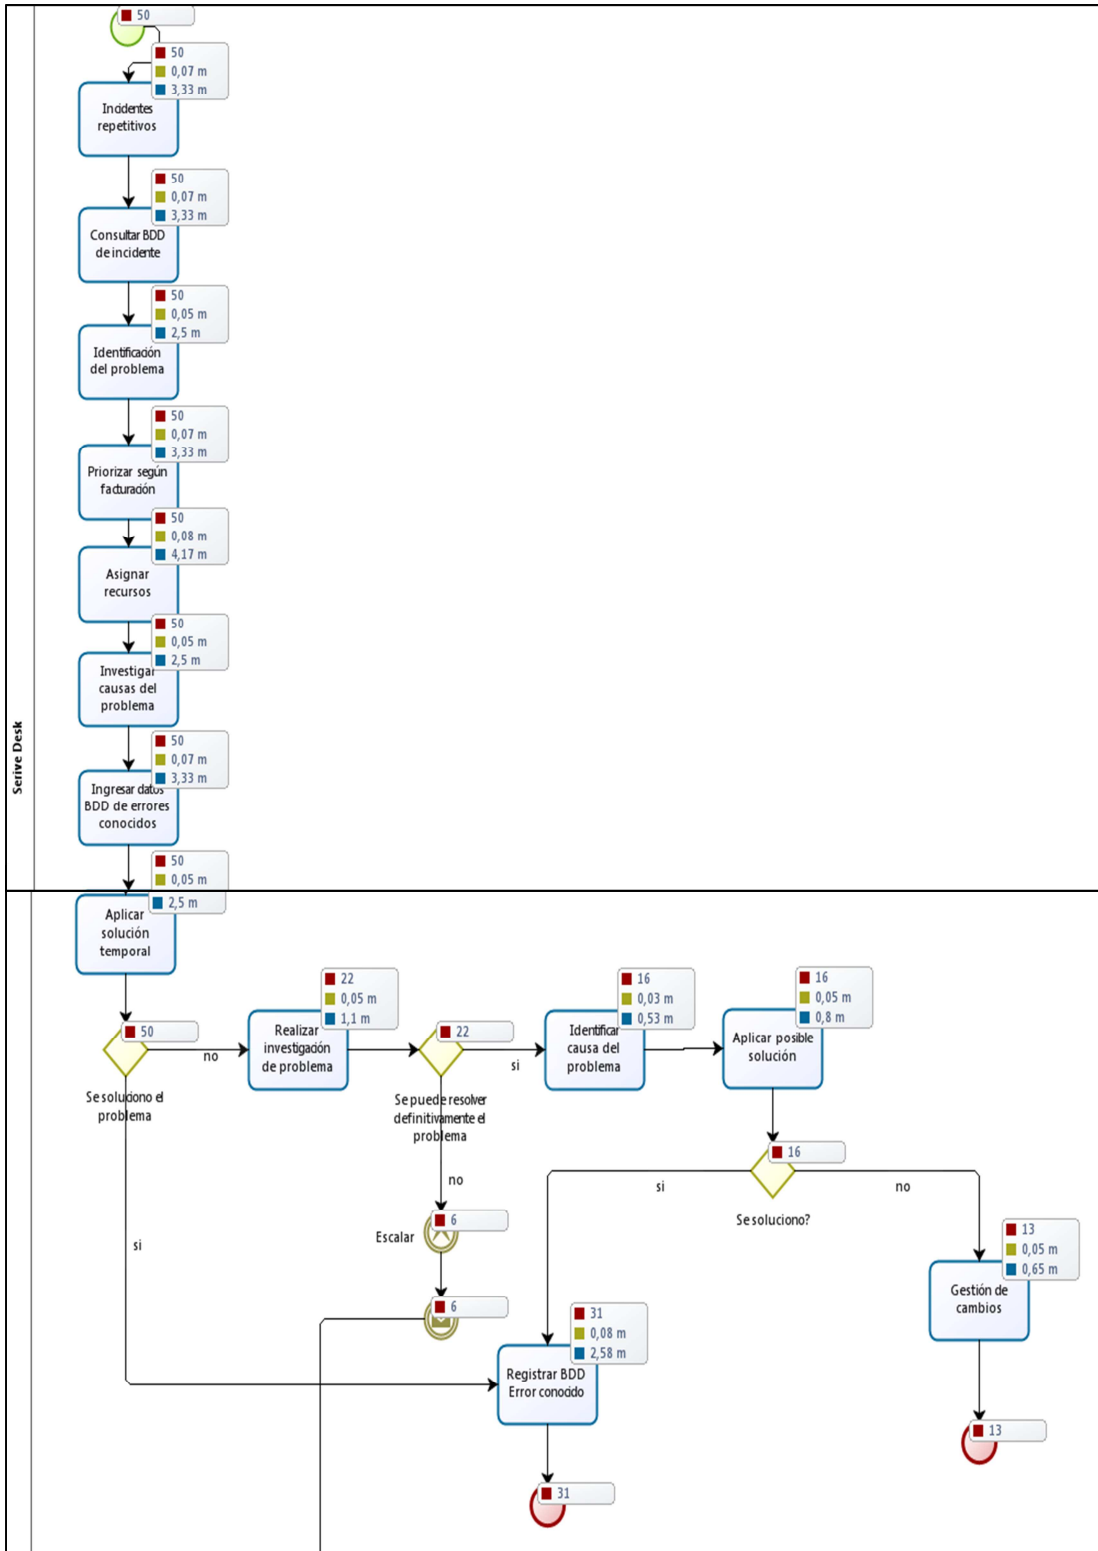 Serive Desk
50
50
0,07 m
3,33 m
Incidentes
repetitivos
50
0,07 m
3,33 m
Consultar BDD
de incidente
50
0,05 m
2,5 m
Identificación
del problema
50
0,07 m
3,33 m
Priorizar según
facturación
50
0,08 m
4,17 m
Asignar
recursos
50
0,05 m
2,5 m
Investigar
causas del
problema
50
0,07 m
3,33 m
Ingresar datos
BDD de errores
conocidos
50
0,05 m
2,5 m
Aplicar
solución
temporal
50
Se soluciono el
problema
no
si
22
0,05 m
1,1 m
Realizar
investigación
de problema
22
Se puede resolver
definitivamente el
problema
si
no
16
0,03 m
0,53 m
Identificar
causa del
problema
16
0,05 m
0,8 m
Aplicar posible
solución
16
Se soluciono?
si
no
6
Escalar
6
13
0,05 m
0,65 m
Gestión de
cambios
13
31
0,08 m
2,58 m
Registrar BDD
Error conocido
31